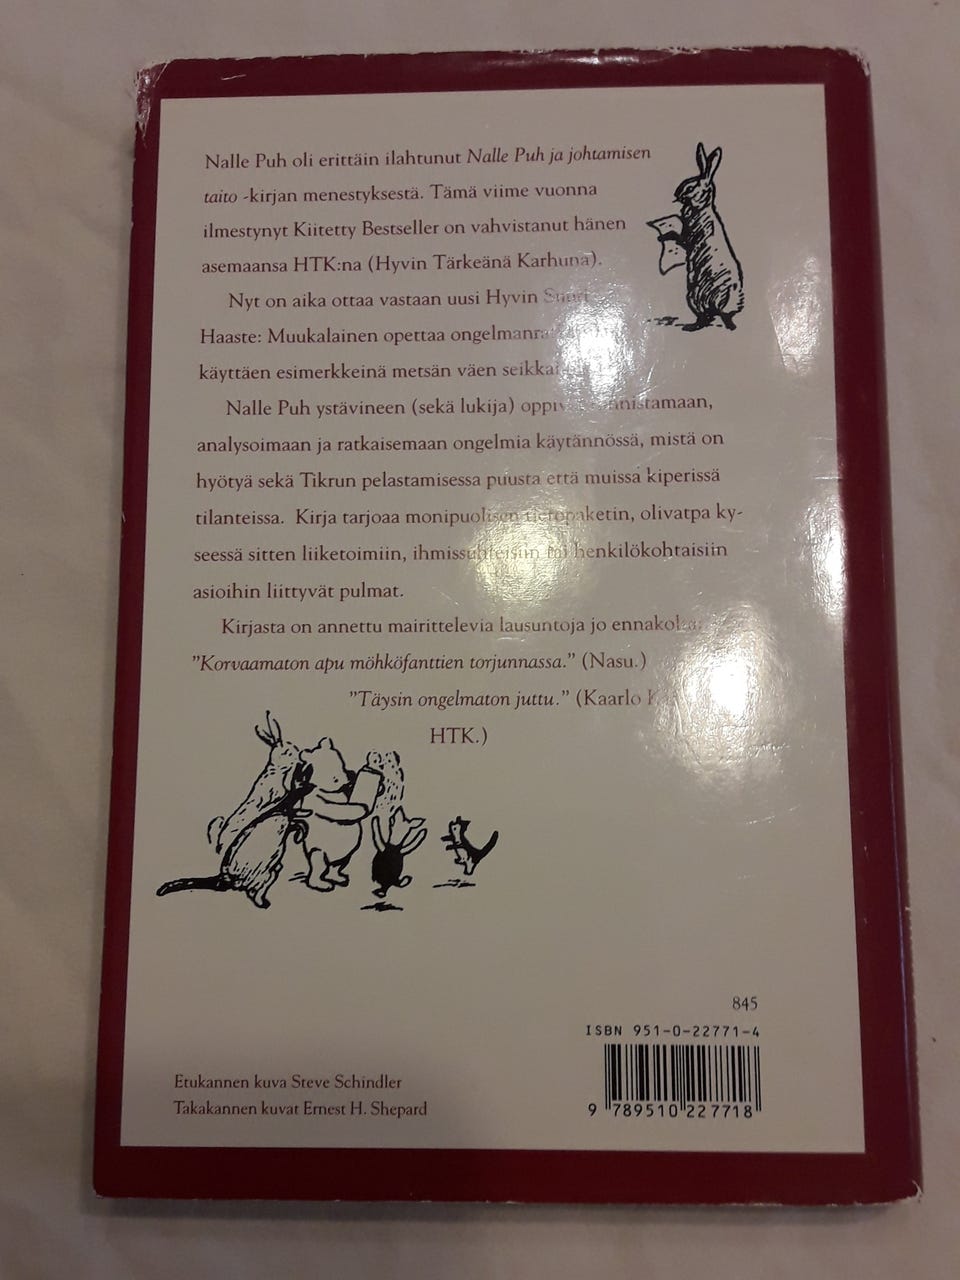 Nalle Puh oli erittäin ilahtunut Nalle Puh ja johtamisen
taito -kirjan menestyksestä. Tämä viime vuonna
ilmestynyt Kiitetty Bestseller on vahvistanut hänen
asemaansa HTK:na (Hyvin Tärkeänä Karhuna).
Nyt on aika ottaa vastaan uusi Hyvin Suuri
Haaste: Muukalainen opettaa
käyttäen esimerkkeinä metsän väen
Nalle Puh ystävineen (sekä lukija)
analysoimaan ja ratkaisemaan ongelmia käytännössä, mistä on
hyötyä sekä Tikrun pelastamisessa puusta että muissa kiperissä
tilanteissa. Kirja tarjoaa monipuolisen tietopaketin, olivatpa ky-
seessä sitten liiketoimiin, ihmissuhteisiin tai henkilökohtaisiin
asioihin liittyvät pulmat.
Kirjasta on annettu mairittelevia lausuntoja jo
"Korvaamaton apu möhköfanttien torjunnassa." (Nasu.)
"Täysin ongelmaton juttu." (Kaarlo
HTK.)
845
ISBN 951-0-22771-4
9 789510 227718
Etukannen kuva Steve Schindler
Takakannen kuvat Ernest H. Shepard